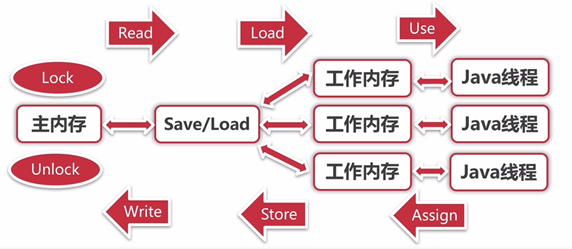 Read
Load
Use
Lock
工作内存
Java线程
主内存
Save/Load
工作内存
Java线程
Unlock
工作内存
Java线程
Write
Store
Assign